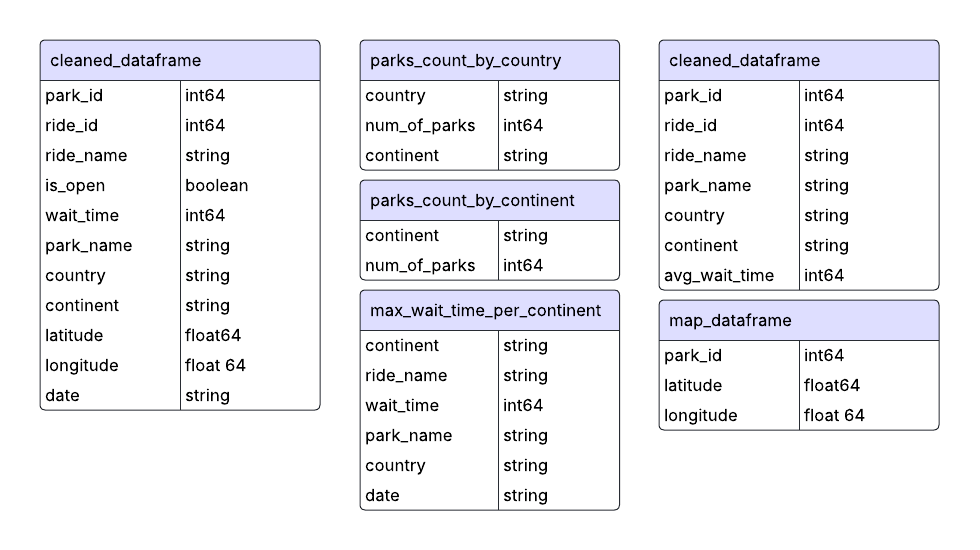 cleaned_dataframe
park_id int64
ride_id int64
ride_name string
is_open boolean
wait_time int64
park_name string
country string
continent string
latitude float64
longitude float 64
date string
parks_count_by_country
country string
num_of_parks int64
continent string
parks_count_by_continent
continent string
num_of_parks int64
max_wait_time_per_continent
continent string
ride_name string
wait_time int64
park_name string
country string
date string
cleaned_dataframe
park_id int64
ride_id int64
ride_name string
park_name string
country string
continent string
avg_wait_time int64
map_dataframe
park_id int64
latitude float64
longitude float 64